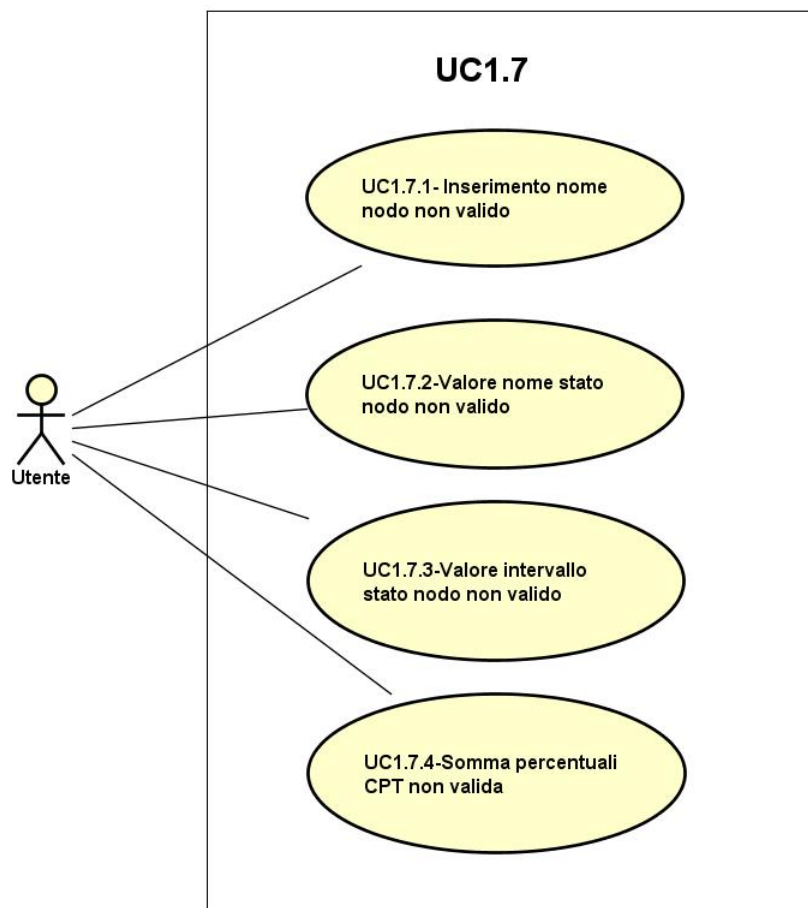 UC1.7
UC1.7.1- Inserimento nome
nodo non valido
UC1.7.2-Valore nome stato
nodo non valido
Utente
UC1.7.3-Valore intervallo
stato nodo non valido
UC1.7.4-Somma percentuali
CPT non valida